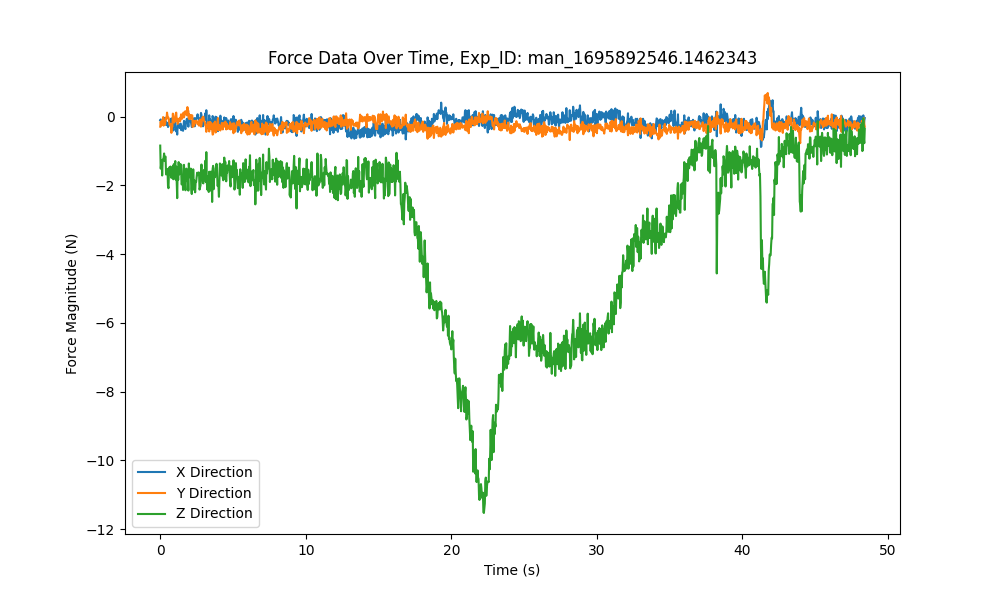 Force Data Over Time, Exp_ID: man_1695892546.1462343
Force Magnitude (N)
0
−2
−4
−6
−8
−10
−12
X Direction
Y Direction
Z Direction
0 10 20 30 40 50
Time (s)